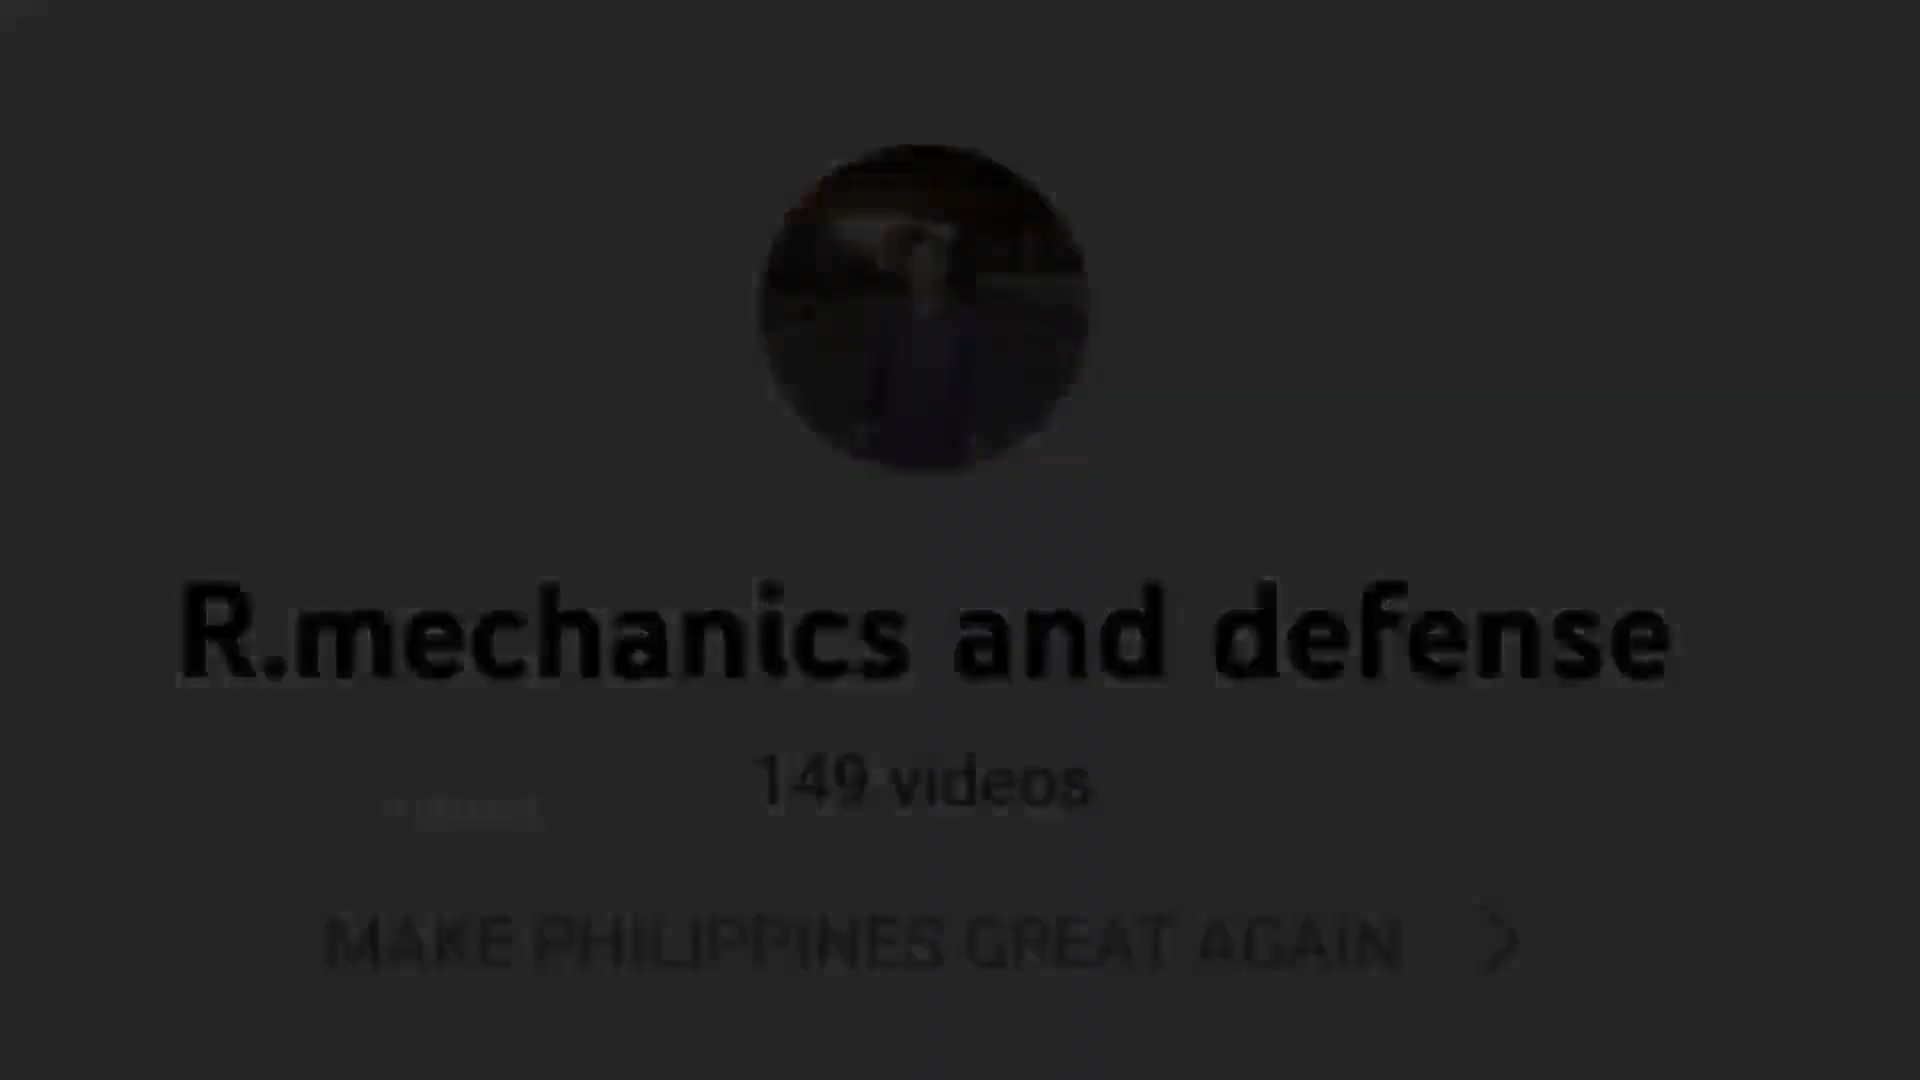 R.mechanics and defense
149 videos
MAKE PHILIPPINES GREAT AGAIN